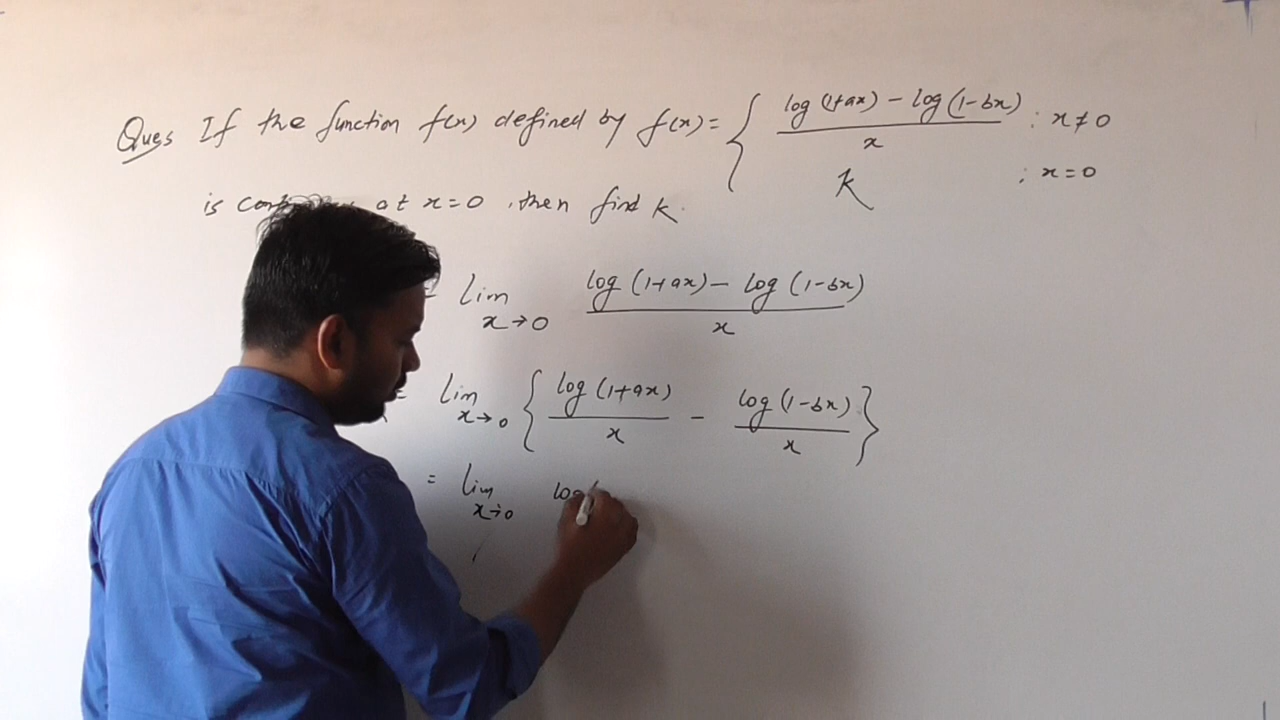 Ques If the function f(x) defined by f(x) = { log (1+ax) − log (1−bx) / x ; x ≠ 0
K ; x = 0
is at x = 0 , then find K.
= lim x→0 log (1+ax) − log (1−bx) / x
= lim x→0 { log (1+ax) / x − log (1−bx) / x }
= lim x→0 log